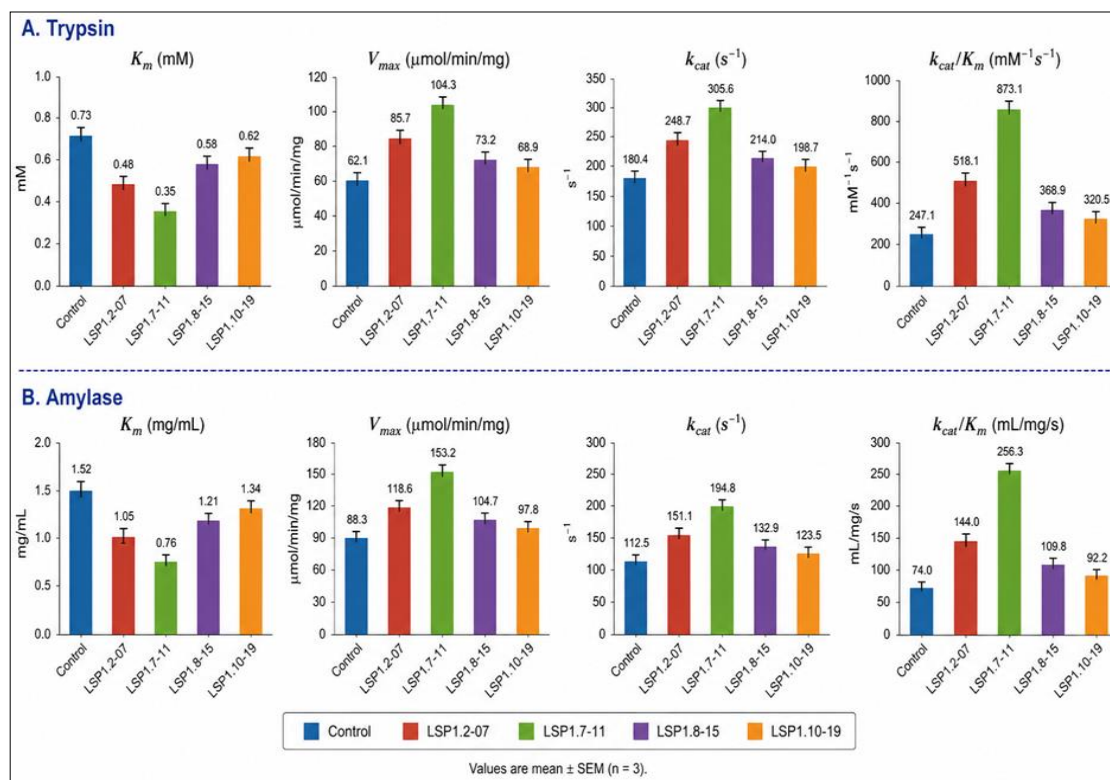 A. Trypsin
K_m (mM)
V_max (μmol/min/mg)
k_cat (s⁻¹)
k_cat/K_m (mM⁻¹s⁻¹)
mM
1.0
0.8
0.6
0.4
0.2
0.0
0.73
0.48
0.35
0.58
0.62
Control
LSP1.2-07
LSP1.7-11
LSP1.8-15
LSP1.10-19
μmol/min/mg
120
100
80
60
40
20
0
62.1
85.7
104.3
73.2
68.9
Control
LSP1.2-07
LSP1.7-11
LSP1.8-15
LSP1.10-19
s⁻¹
350
300
250
200
150
100
50
0
180.4
248.7
305.6
214.0
198.7
Control
LSP1.2-07
LSP1.7-11
LSP1.8-15
LSP1.10-19
mM⁻¹s⁻¹
1000
800
600
400
200
0
247.1
518.1
873.1
368.9
320.5
Control
LSP1.2-07
LSP1.7-11
LSP1.8-15
LSP1.10-19
B. Amylase
K_m (mg/mL)
V_max (μmol/min/mg)
k_cat (s⁻¹)
k_cat/K_m (mL/mg/s)
mg/mL
2.0
1.5
1.0
0.5
0.0
1.52
1.05
0.76
1.21
1.34
Control
LSP1.2-07
LSP1.7-11
LSP1.8-15
LSP1.10-19
μmol/min/mg
180
150
120
90
60
30
0
88.3
118.6
153.2
104.7
97.8
Control
LSP1.2-07
LSP1.7-11
LSP1.8-15
LSP1.10-19
s⁻¹
300
250
200
150
100
50
0
112.5
151.1
194.8
132.9
123.5
Control
LSP1.2-07
LSP1.7-11
LSP1.8-15
LSP1.10-19
mL/mg/s
300
250
200
150
100
50
0
74.0
144.0
256.3
109.8
92.2
Control
LSP1.2-07
LSP1.7-11
LSP1.8-15
LSP1.10-19
Control LSP1.2-07 LSP1.7-11 LSP1.8-15 LSP1.10-19
Values are mean ± SEM (n = 3).